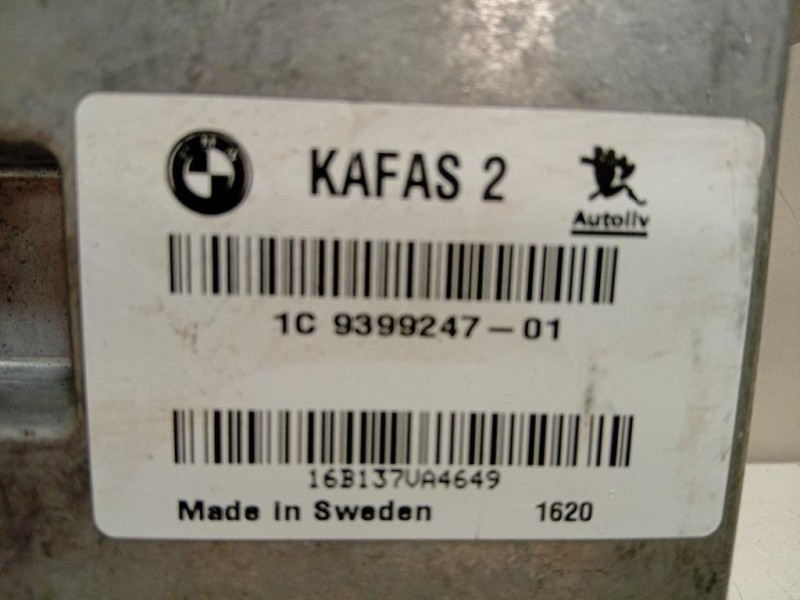 KAFAS 2
Autoliv
1C 9399247-01
16B137VA4649
Made in Sweden 1620